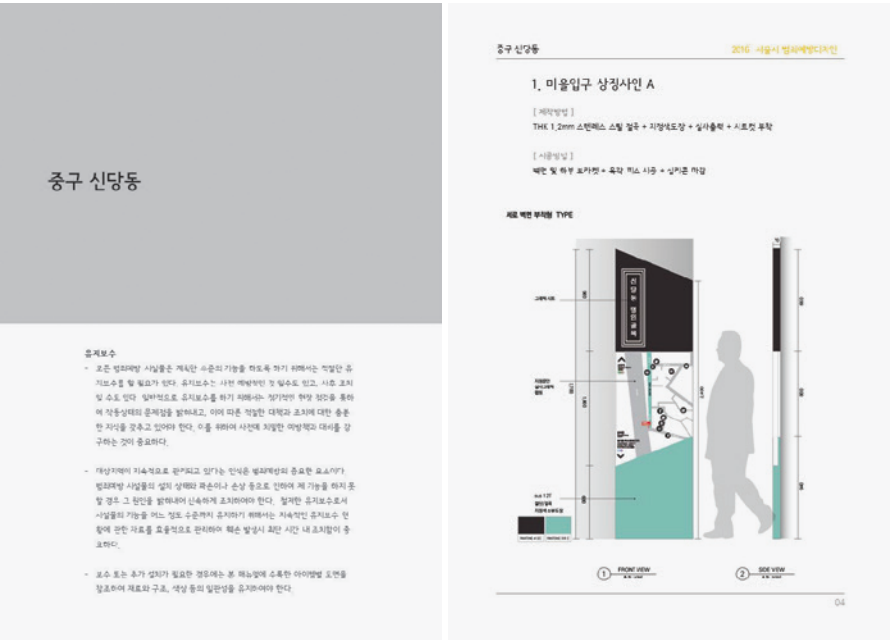 중구 신당동
유지보수
- 모든 범죄예방 시설물은 계획한 수준의 기능을 하도록 하기 위해서는 적절한 유
지보수를 할 필요가 있다. 유지보수는 사전 예방적인 것 일수도 있고, 사후 조치
일 수도 있다. 일반적으로 유지보수를 하기 위해서는 정기적인 현장 점검을 통하
여 작동상태의 문제점을 밝혀내고, 이에 따른 적절한 대책과 조치에 대한 충분
한 지식을 갖추고 있어야 한다. 이를 위하여 사전에 치밀한 예방책과 대비를 강
구하는 것이 중요하다.
- 대상지역이 지속적으로 관리되고 있다는 인식은 범죄예방의 중요한 요소이다.
범죄예방 시설물의 설치 상태와 파손이나 손상 등으로 인하여 제 기능을 하지 못
할 경우 그 원인을 밝혀내어 신속하게 조치하여야 한다. 철저한 유지보수로서
시설물의 기능을 어느 정도 수준까지 유지하기 위해서는 지속적인 유지보수 현
황에 관한 자료를 효율적으로 관리하여 훼손 발생시 최단 시간 내 조치함이 중
요하다.
- 보수 또는 추가 설치가 필요한 경우에는 본 매뉴얼에 수록한 아이템별 도면을
참조하여 재료와 구조, 색상 등의 일관성을 유지하여야 한다.
중구 신당동
2016 서울시 범죄예방디자인
1. 마을입구 상징사인 A
[ 제작방법 ]
THK 1.2mm 스텐레스 스틸 절곡 + 지정색도장 + 실사출력 + 시트컷 부착
[ 시공방법 ]
벽면 및 하부 브라켓 + 육각 피스 시공 + 실리콘 마감
세로 벽면 부착형 TYPE
그래픽 시트
1 FRONT VIEW
2 SIDE VIEW
04